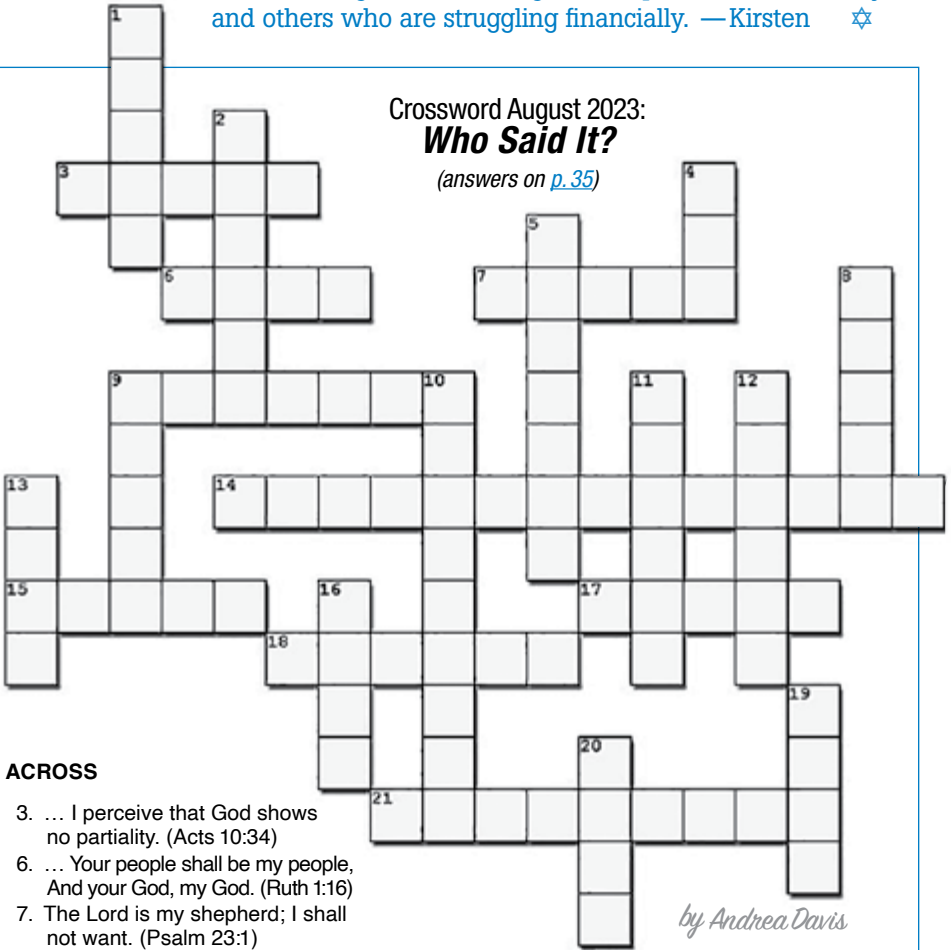 and others who are struggling financially. — Kirsten ✡
Crossword August 2023:
Who Said It?
(answers on p. 35)
1
2
3
4
5
6
7
8
9
10
11
12
13
14
15
16
17
18
19
20
21
ACROSS
3. … I perceive that God shows
no partiality. (Acts 10:34)
6. … Your people shall be my people,
And your God, my God. (Ruth 1:16)
7. The Lord is my shepherd; I shall
not want. (Psalm 23:1)
by Andrea Davis